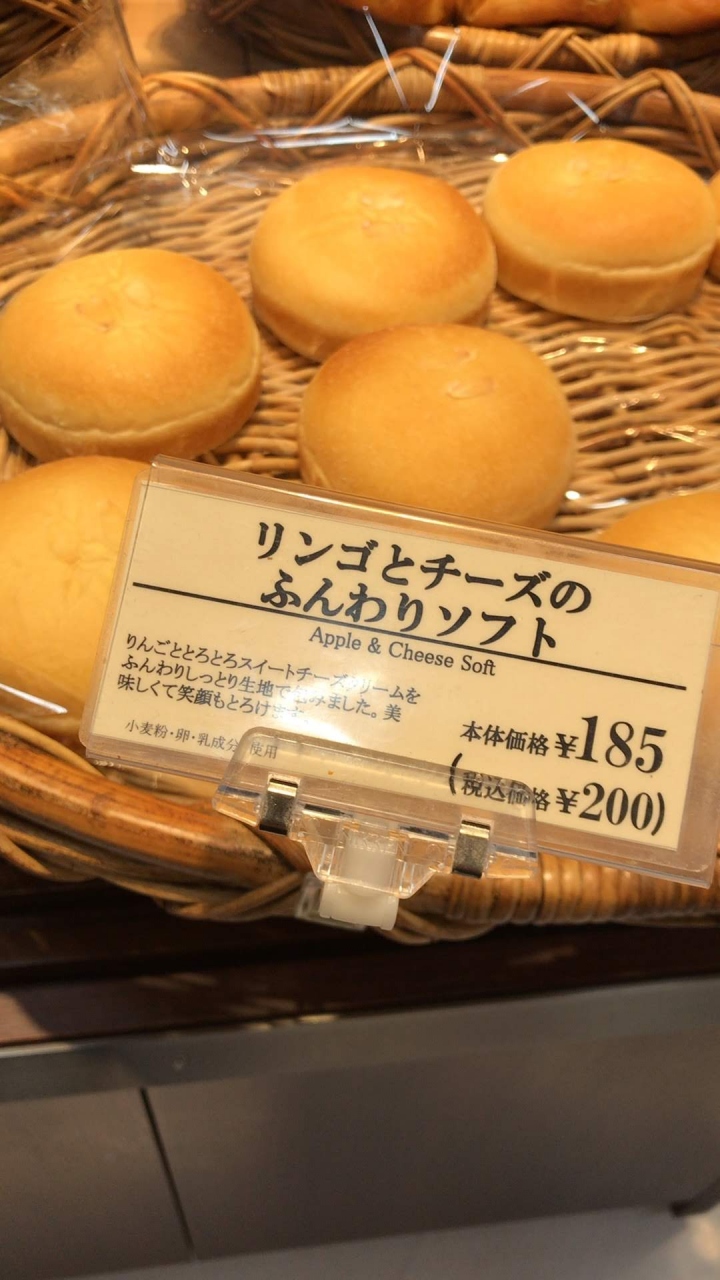 リンゴとチーズの
ふんわりソフト
Apple & Cheese Soft
りんごととろとろスイートチーズクリームを
ふんわりしっとり生地で包みました。美
味しくて笑顔もとろけます
小麦粉・卵・乳成分 使用
本体価格 ¥185
(税込価格 ¥200)